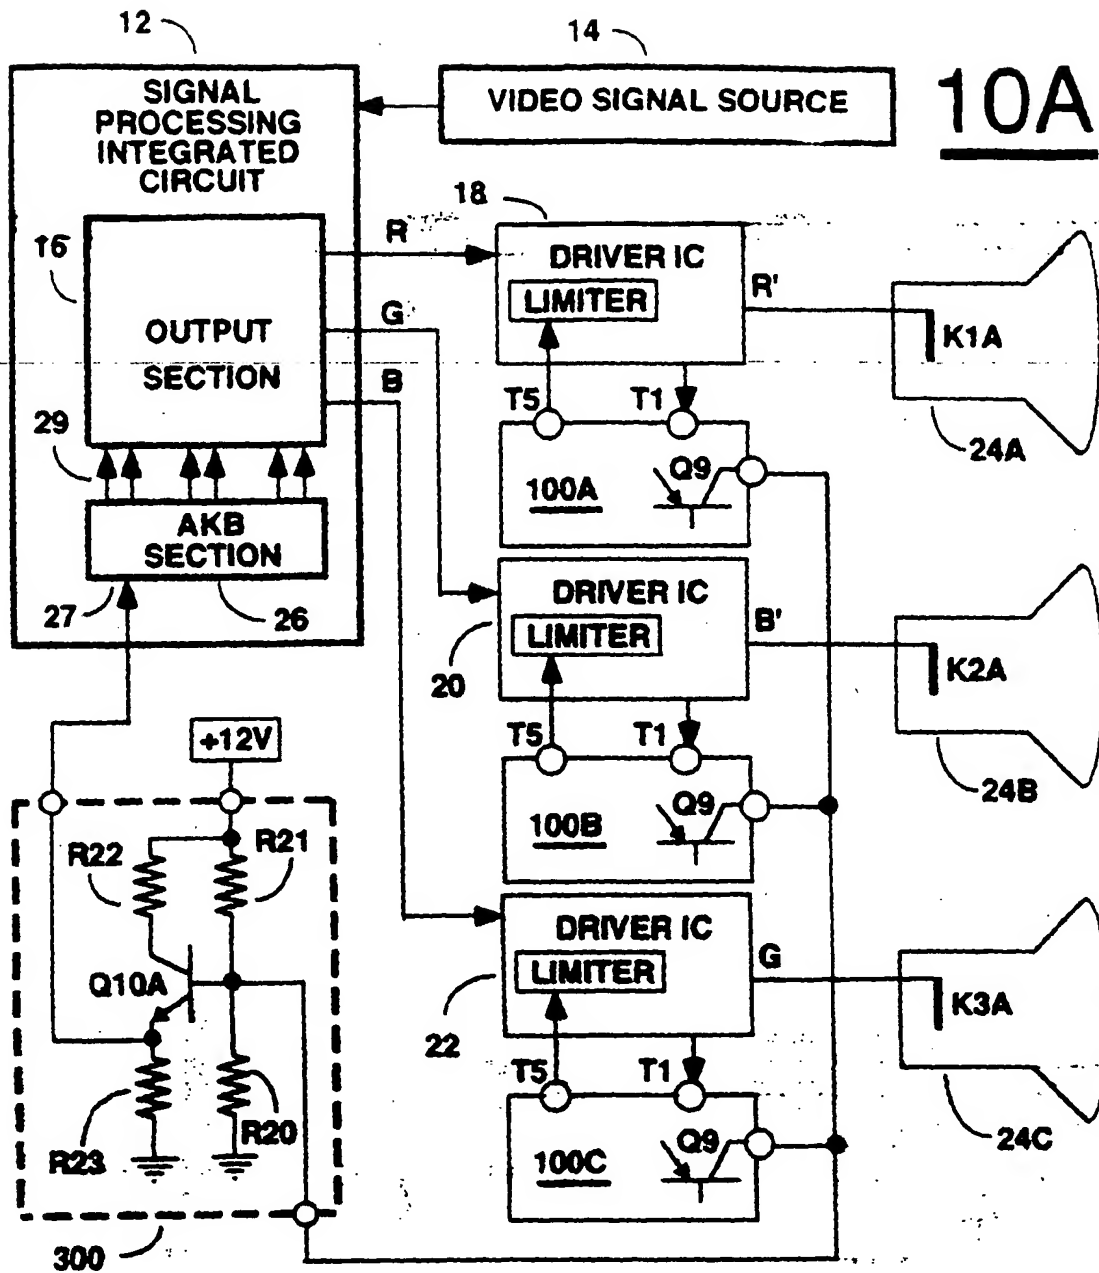 12
14
10A
SIGNAL
PROCESSING
INTEGRATED
CIRCUIT
VIDEO SIGNAL SOURCE
16
OUTPUT
SECTION
R
G
B
29
AKB
SECTION
27
26
18
DRIVER IC
LIMITER
R'
K1A
24A
T5
T1
100A
Q9
DRIVER IC
LIMITER
20
B'
K2A
24B
T5
T1
100B
Q9
DRIVER IC
LIMITER
22
G
K3A
24C
T5
T1
100C
Q9
+12V
R22
R21
Q10A
R23
R20
300